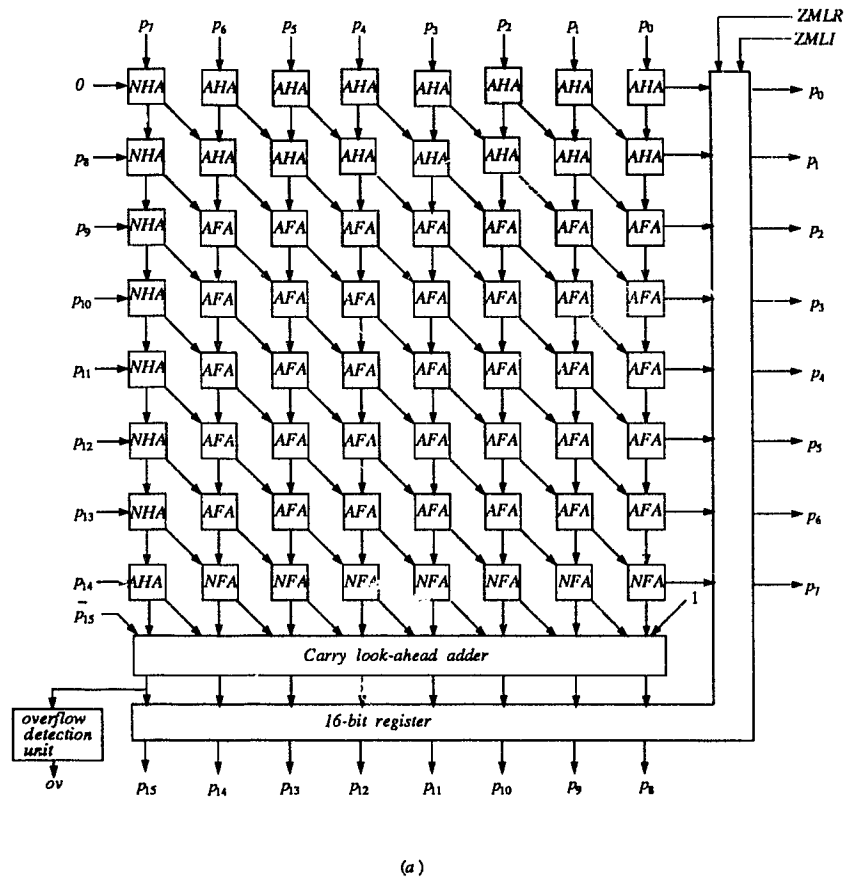 ZMLR
ZMLI
p7 p6 p5 p4 p3 p2 p1 p0
0 NHA AHA AHA AHA AHA AHA AHA AHA p0
p8 NHA AHA AHA AHA AHA AHA AHA AHA p1
p9 NHA AFA AFA AFA AFA AFA AFA AFA p2
p10 NHA AFA AFA AFA AFA AFA AFA AFA p3
p11 NHA AFA AFA AFA AFA AFA AFA AFA p4
p12 NHA AFA AFA AFA AFA AFA AFA AFA p5
p13 NHA AFA AFA AFA AFA AFA AFA AFA p6
p14 AHA NFA NFA NFA NFA NFA NFA NFA p7
p̄15 1
Carry look-ahead adder
16-bit register
overflow
detection
unit
ov
p15 p14 p13 p12 p11 p10 p9 p8
(a)